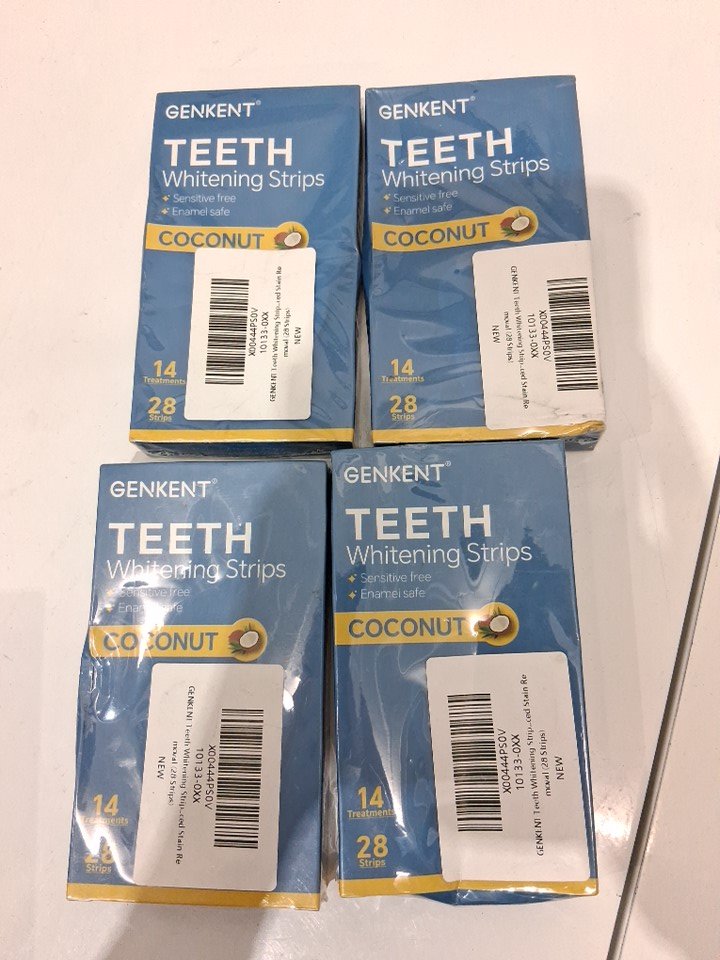 GENKENT®
TEETH
Whitening Strips
Sensitive free
Enamel safe
COCONUT
X00444PS0V
10133-0XX
GENKENT Teeth Whitening Strip...ced Stain Re
moval (28 Strips)
NEW
14
Treatments
28
Strips
GENKENT®
TEETH
Whitening Strips
Sensitive free
Enamel safe
COCONUT
X00444PS0V
10133-0XX
GENKENT Teeth Whitening Strip...ced Stain Re
moval (28 Strips)
NEW
14
Treatments
28
Strips
GENKENT®
TEETH
Whitening Strips
Sensitive free
Enamel safe
COCONUT
X00444PS0V
10133-0XX
GENKENT Teeth Whitening Strip...ced Stain Re
moval (28 Strips)
NEW
14
Treatments
28
Strips
GENKENT®
TEETH
Whitening Strips
Sensitive free
Enamel safe
COCONUT
X00444PS0V
10133-0XX
GENKENT Teeth Whitening Strip...ced Stain Re
moval (28 Strips)
NEW
14
Treatments
28
Strips